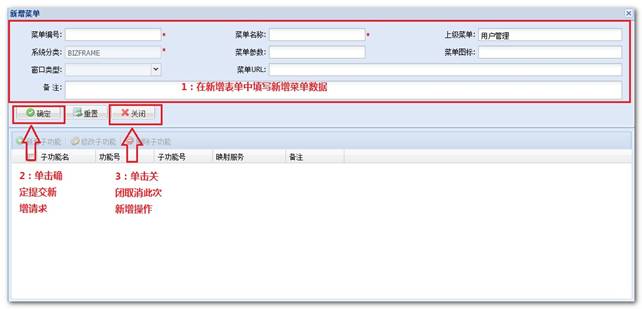 新增菜单
菜单编号: * 菜单名称: * 上级菜单: 用户管理
系统分类: BIZFRAME * 菜单参数: 菜单图标:
窗口类型: 菜单URL:
备 注:
1：在新增表单中填写新增菜单数据
确定 重置 关闭
子功能 修改子功能 除子功能
子功能名 功能号 子功能号 映射服务 备注
2：单击确
定提交新
增请求
3：单击关
闭取消此次
新增操作